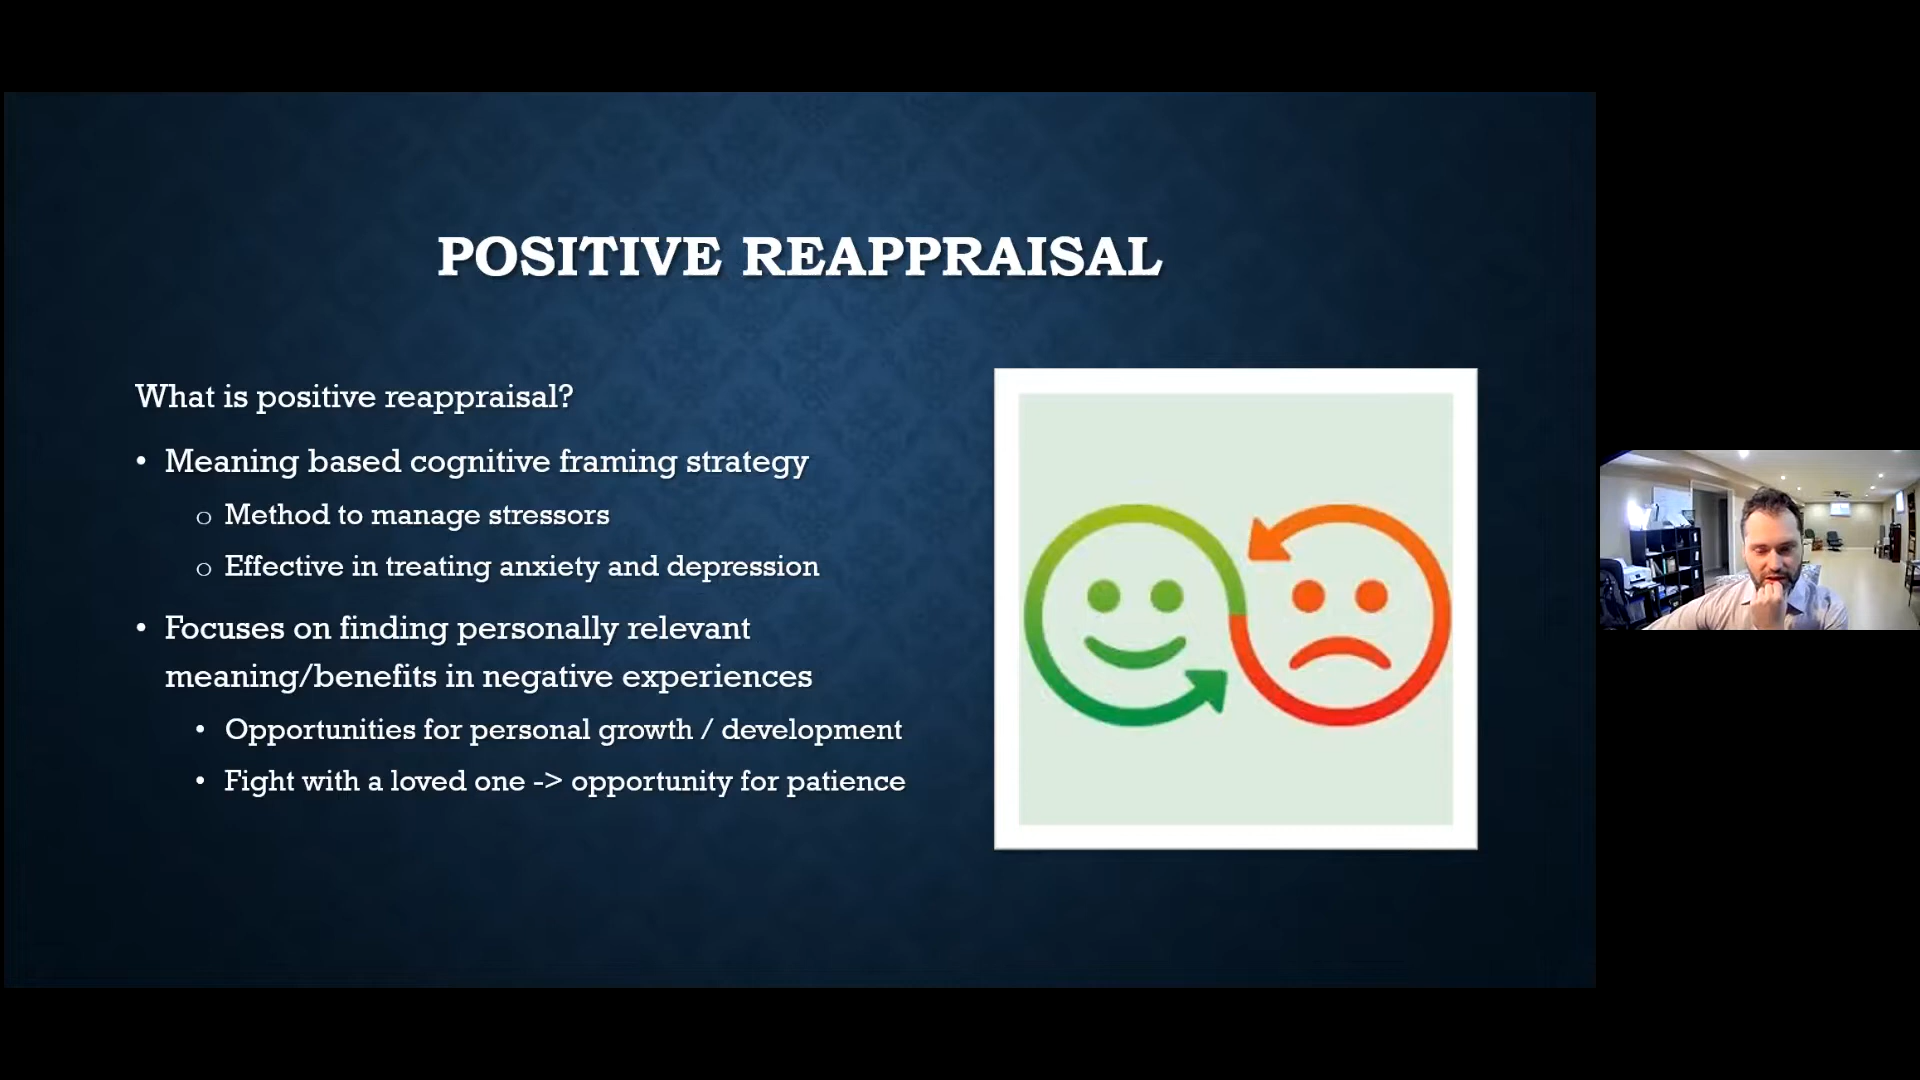 POSITIVE REAPPRAISAL
What is positive reappraisal?
• Meaning based cognitive framing strategy
o Method to manage stressors
o Effective in treating anxiety and depression
• Focuses on finding personally relevant
meaning/benefits in negative experiences
• Opportunities for personal growth / development
• Fight with a loved one -> opportunity for patience